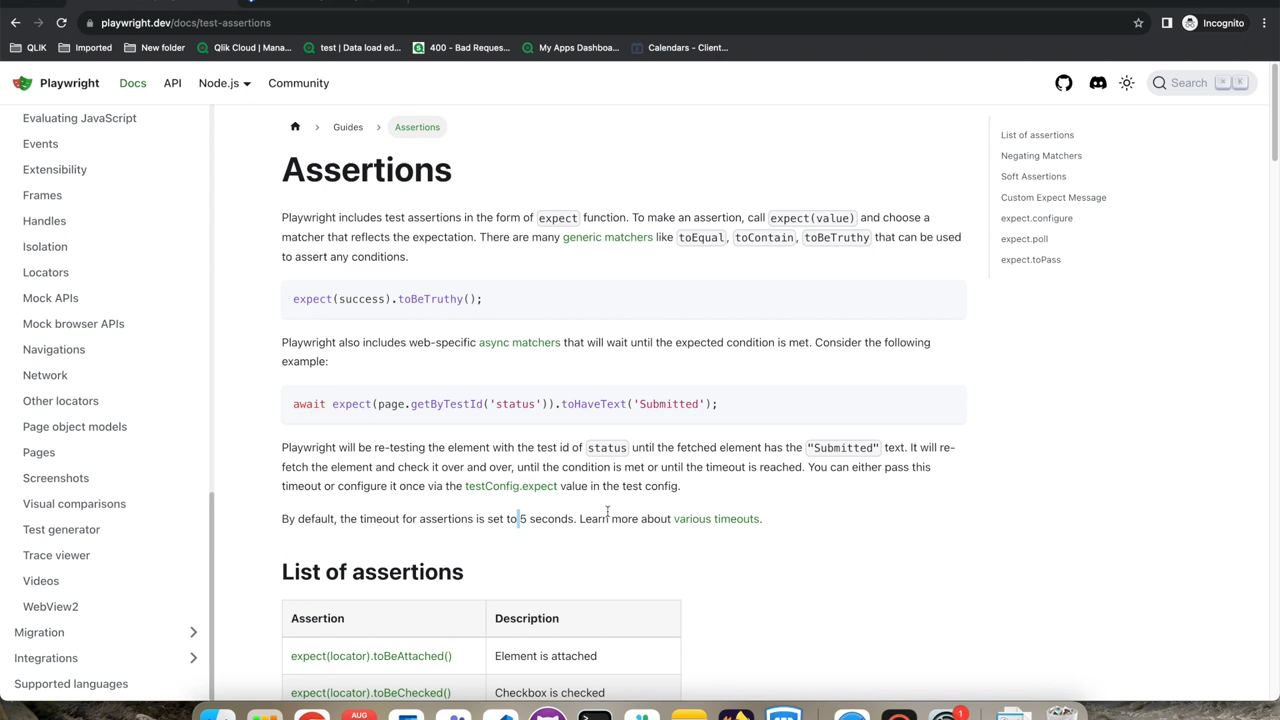 playwright.dev/docs/test-assertions
Incognito
QLIK
Imported
New folder
Qlik Cloud | Mana...
test | Data load ed...
400 - Bad Reques...
My Apps Dashboa...
Calendars - Client...
Playwright
Docs
API
Node.js
Community
Search
⌘ K
Evaluating JavaScript
Events
Extensibility
Frames
Handles
Isolation
Locators
Mock APIs
Mock browser APIs
Navigations
Network
Other locators
Page object models
Pages
Screenshots
Visual comparisons
Test generator
Trace viewer
Videos
WebView2
Migration
Integrations
Supported languages
Guides
Assertions
Assertions
Playwright includes test assertions in the form of expect function. To make an assertion, call expect(value) and choose a
matcher that reflects the expectation. There are many generic matchers like toEqual, toContain, toBeTruthy that can be used
to assert any conditions.
expect(success).toBeTruthy();
Playwright also includes web-specific async matchers that will wait until the expected condition is met. Consider the following
example:
await expect(page.getByTestId('status')).toHaveText('Submitted');
Playwright will be re-testing the element with the test id of status until the fetched element has the "Submitted" text. It will re-
fetch the element and check it over and over, until the condition is met or until the timeout is reached. You can either pass this
timeout or configure it once via the testConfig.expect value in the test config.
By default, the timeout for assertions is set to 5 seconds. Learn more about various timeouts.
List of assertions
Assertion
Description
expect(locator).toBeAttached()
Element is attached
expect(locator).toBeChecked()
Checkbox is checked
List of assertions
Negating Matchers
Soft Assertions
Custom Expect Message
expect.configure
expect.poll
expect.toPass
AUG
1